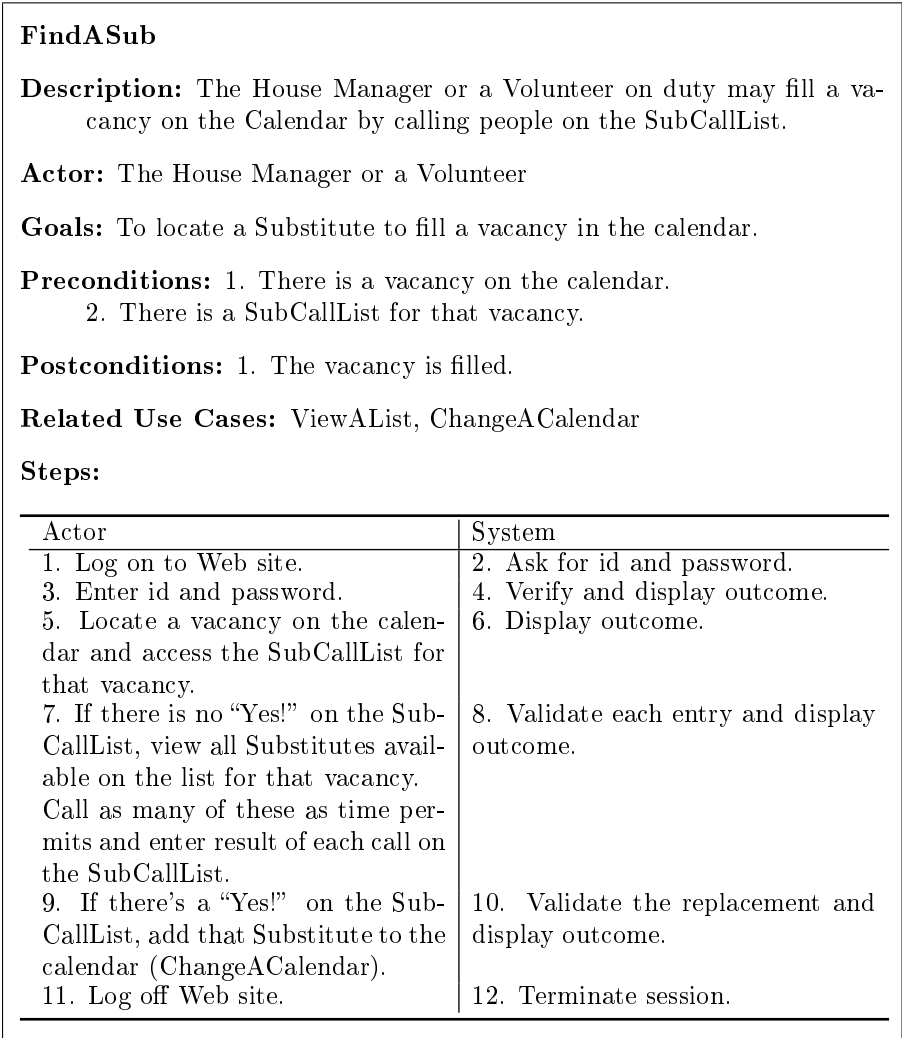 FindASub
Description: The House Manager or a Volunteer on duty may fill a va-
cancy on the Calendar by calling people on the SubCallList.
Actor: The House Manager or a Volunteer
Goals: To locate a Substitute to fill a vacancy in the calendar.
Preconditions: 1. There is a vacancy on the calendar.
2. There is a SubCallList for that vacancy.
Postconditions: 1. The vacancy is filled.
Related Use Cases: ViewAList, ChangeACalendar
Steps:
Actor System
1. Log on to Web site. 2. Ask for id and password.
3. Enter id and password. 4. Verify and display outcome.
5. Locate a vacancy on the calen- 6. Display outcome.
dar and access the SubCallList for
that vacancy.
7. If there is no “Yes!” on the Sub- 8. Validate each entry and display
CallList, view all Substitutes avail- outcome.
able on the list for that vacancy.
Call as many of these as time per-
mits and enter result of each call on
the SubCallList.
9. If there's a “Yes!” on the Sub- 10. Validate the replacement and
CallList, add that Substitute to the display outcome.
calendar (ChangeACalendar).
11. Log off Web site. 12. Terminate session.